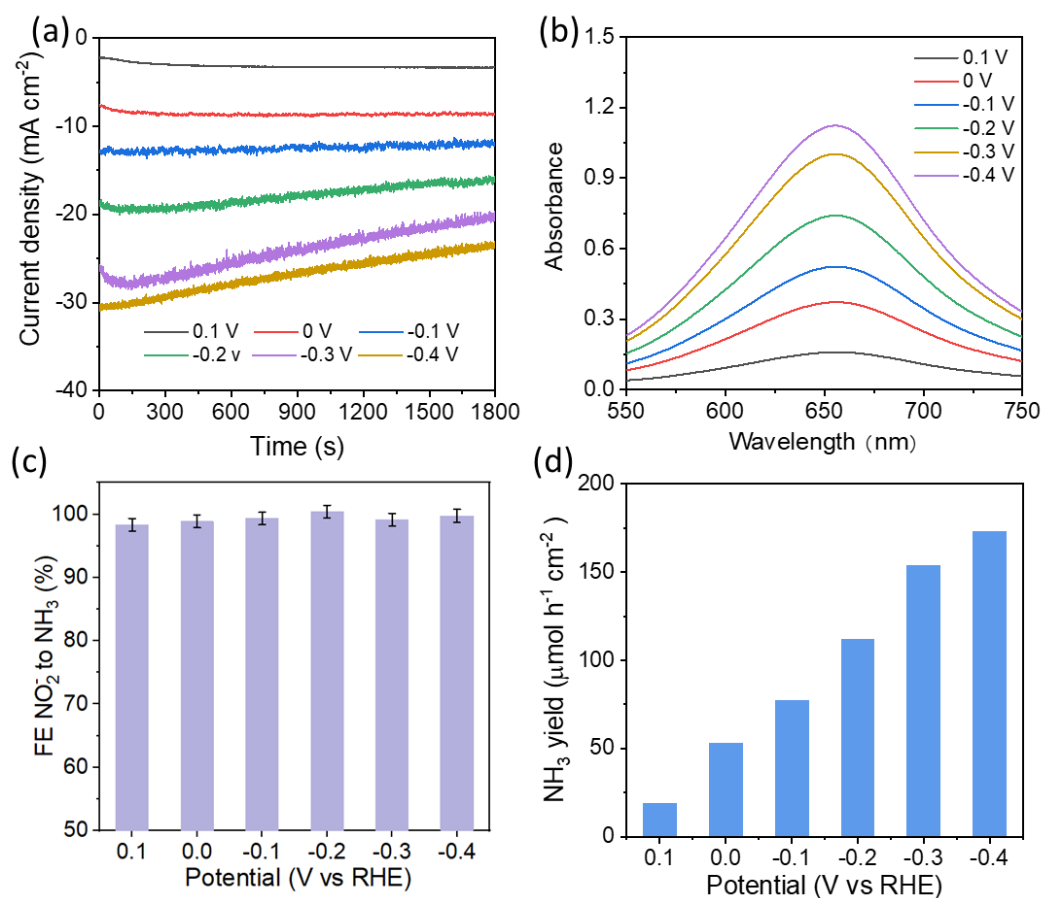 (a)
Current density (mA cm⁻²)
0
-10
-20
-30
-40
0.1 V 0 V -0.1 V
-0.2 v -0.3 V -0.4 V
0 300 600 900 1200 1500 1800
Time (s)
(b)
Absorbance
1.5
1.2
0.9
0.6
0.3
0.0
0.1 V
0 V
-0.1 V
-0.2 V
-0.3 V
-0.4 V
550 600 650 700 750
Wavelength (nm)
(c)
FE NO₂⁻ to NH₃ (%)
100
90
80
70
60
50
0.1 0.0 -0.1 -0.2 -0.3 -0.4
Potential (V vs RHE)
(d)
NH₃ yield (μmol h⁻¹ cm⁻²)
200
150
100
50
0
0.1 0.0 -0.1 -0.2 -0.3 -0.4
Potential (V vs RHE)